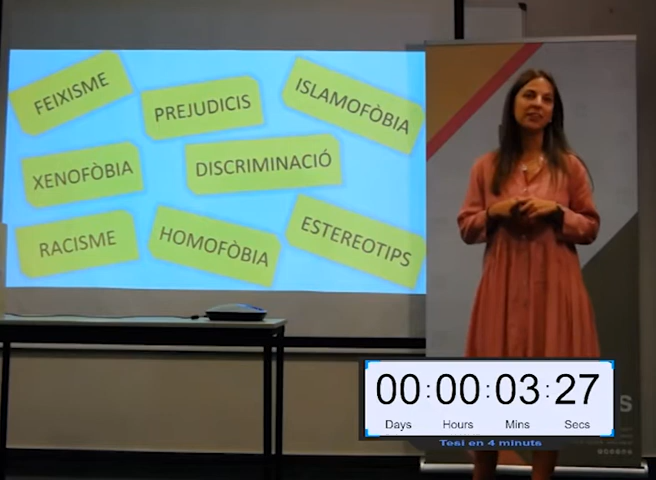 FEIXISME
PREJUDICIS
ISLAMOFÒBIA
XENOFÒBIA
DISCRIMINACIÓ
RACISME
HOMOFÒBIA
ESTEREOTIPS
00:00:03:27
Days Hours Mins Secs
Tesi en 4 minuts
S